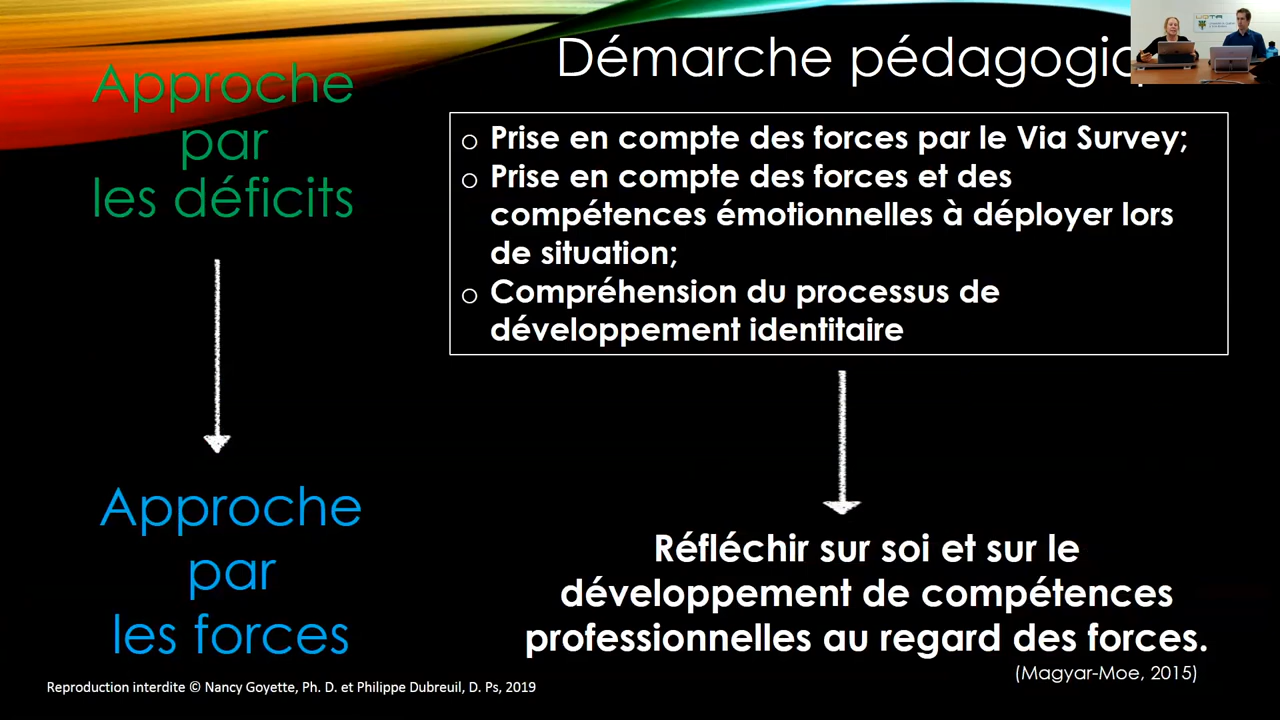 Démarche
Approche
par
les déficits
Prise en compte des forces par le Via Survey;
Prise en compte des forces et des
compétences émotionnelles à déployer lors
de situation;
Compréhension du processus de
développement identitaire
Approche
par
les forces
Réfléchir sur soi et sur le
développement de compétences
professionnelles au regard des forces.
(Magyar-Moe, 2015)
Reproduction interdite © Nancy Goyette, Ph. D. et Philippe Dubreuil, D. Ps, 2019